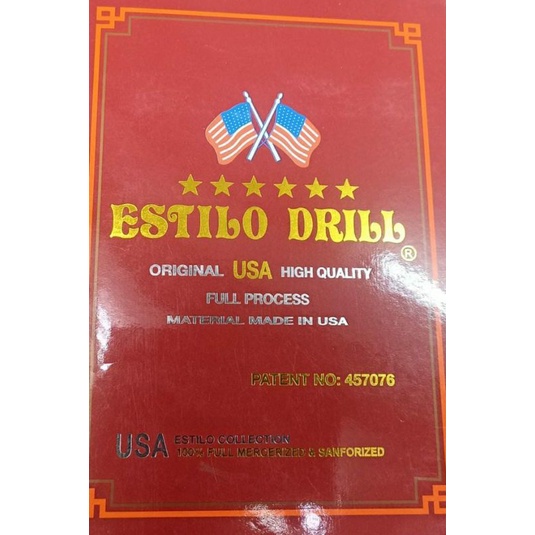 ESTILO DRILL
®
ORIGINAL USA HIGH QUALITY
FULL PROCESS
MATERIAL MADE IN USA
PATENT NO: 457076
USA ESTILO COLLECTION
100% FULL MERCERIZED & SANFORIZED